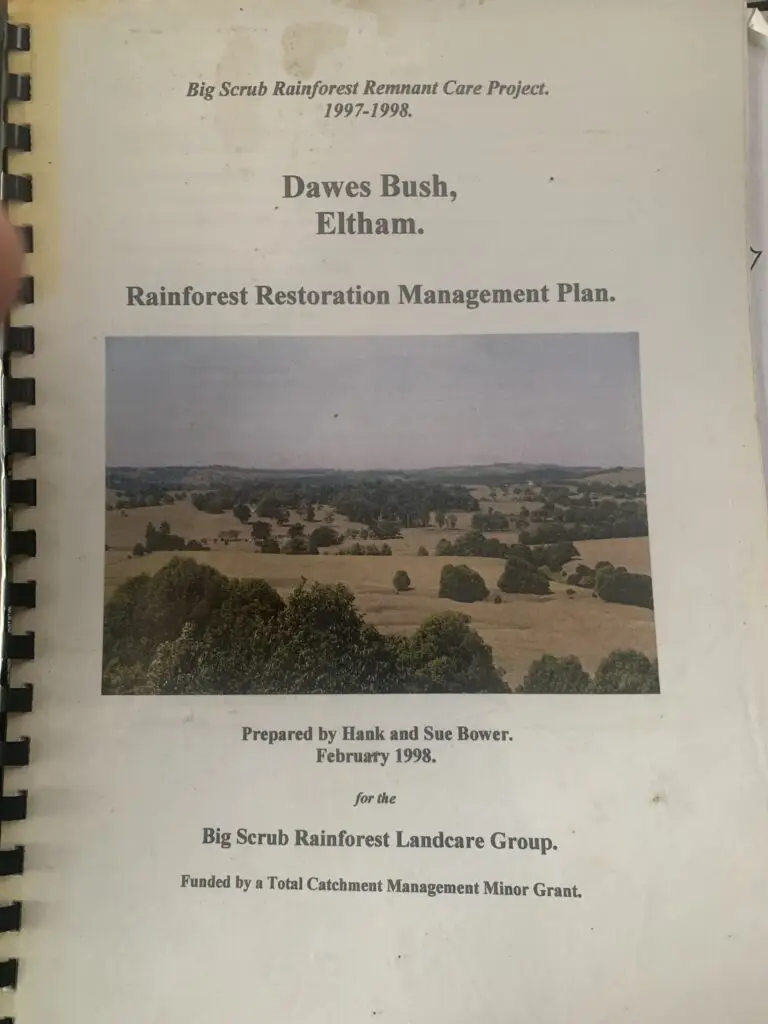 Big Scrub Rainforest Remnant Care Project.
1997-1998.
Dawes Bush,
Eltham.
Rainforest Restoration Management Plan.
Prepared by Hank and Sue Bower.
February 1998.
for the
Big Scrub Rainforest Landcare Group.
Funded by a Total Catchment Management Minor Grant.